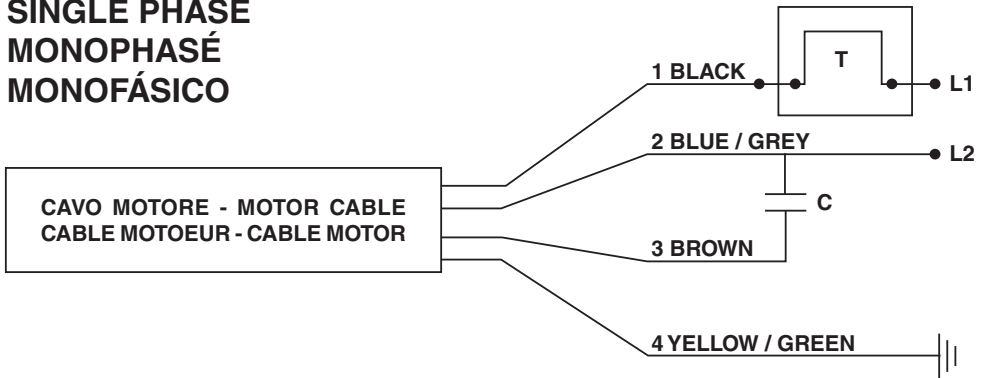 SINGLE PHASE
MONOPHASÉ
MONOFÁSICO
1 BLACK
T
L1
2 BLUE / GREY
L2
C
CAVO MOTORE - MOTOR CABLE
CABLE MOTOEUR - CABLE MOTOR
3 BROWN
4 YELLOW / GREEN